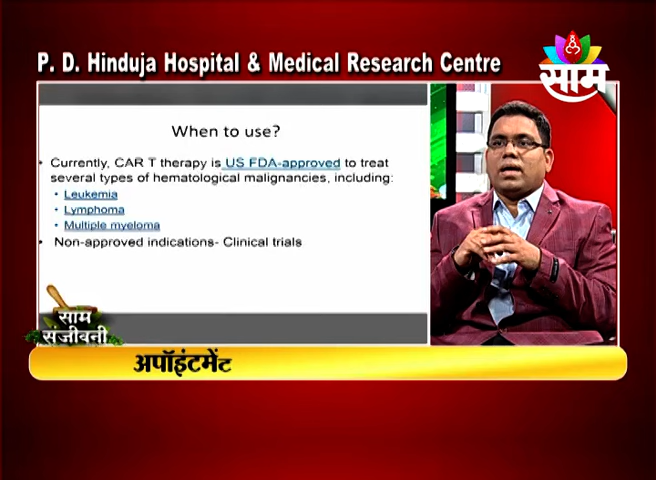 P. D. Hinduja Hospital & Medical Research Centre
साम
When to use?
• Currently, CAR T therapy is US FDA-approved to treat
several types of hematological malignancies, including:
• Leukemia
• Lymphoma
• Multiple myeloma
• Non-approved indications- Clinical trials
साम
संजीवनी
अपॉइंटमेंट